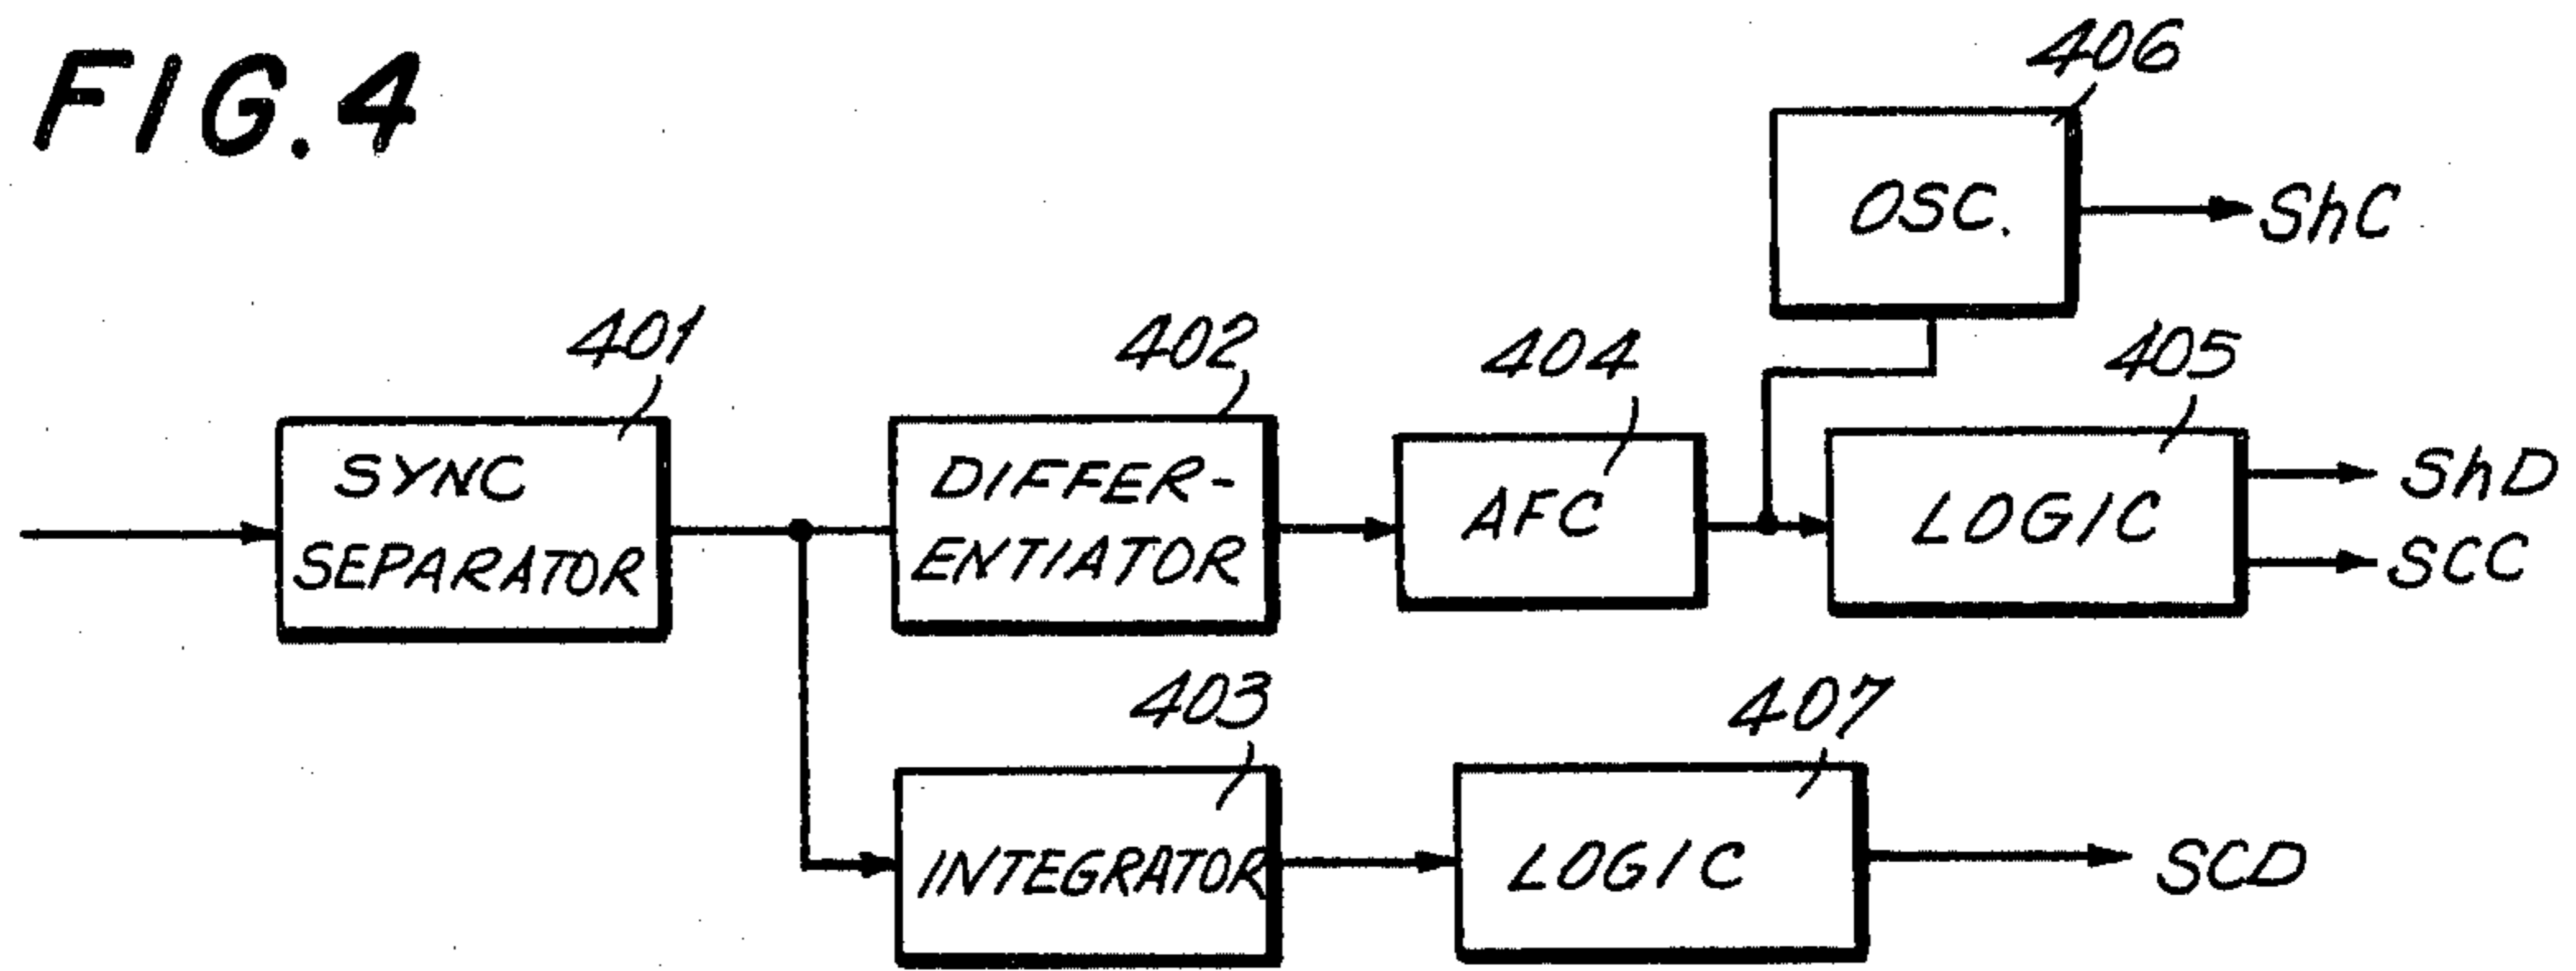 FIG.4
406
OSC.
ShC
401
SYNC
SEPARATOR
402
DIFFER-
ENTIATOR
404
AFC
405
LOGIC
ShD
SCC
403
INTEGRATOR
407
LOGIC
SCD